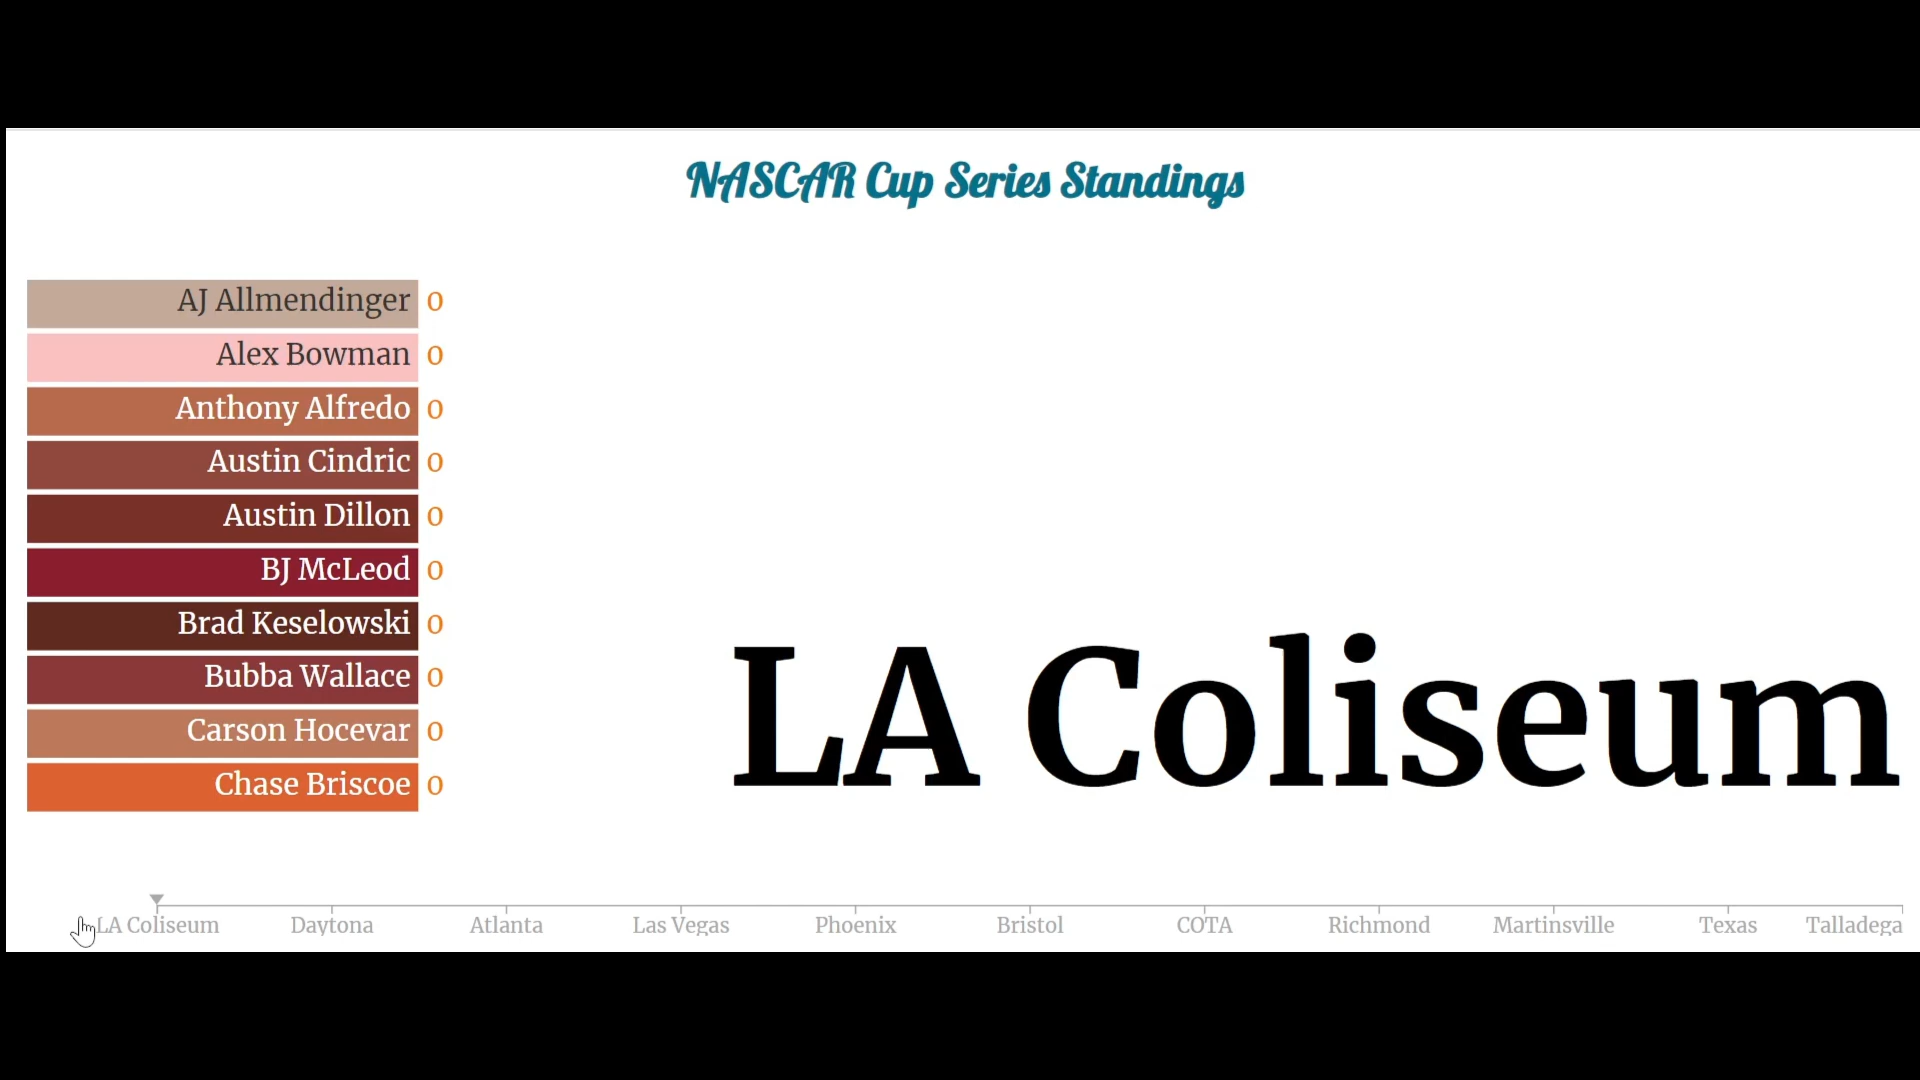 NASCAR Cup Series Standings
AJ Allmendinger 0
Alex Bowman 0
Anthony Alfredo 0
Austin Cindric 0
Austin Dillon 0
BJ McLeod 0
Brad Keselowski 0
Bubba Wallace 0
Carson Hocevar 0
Chase Briscoe 0
LA Coliseum
LA Coliseum Daytona Atlanta Las Vegas Phoenix Bristol COTA Richmond Martinsville Texas Talladega